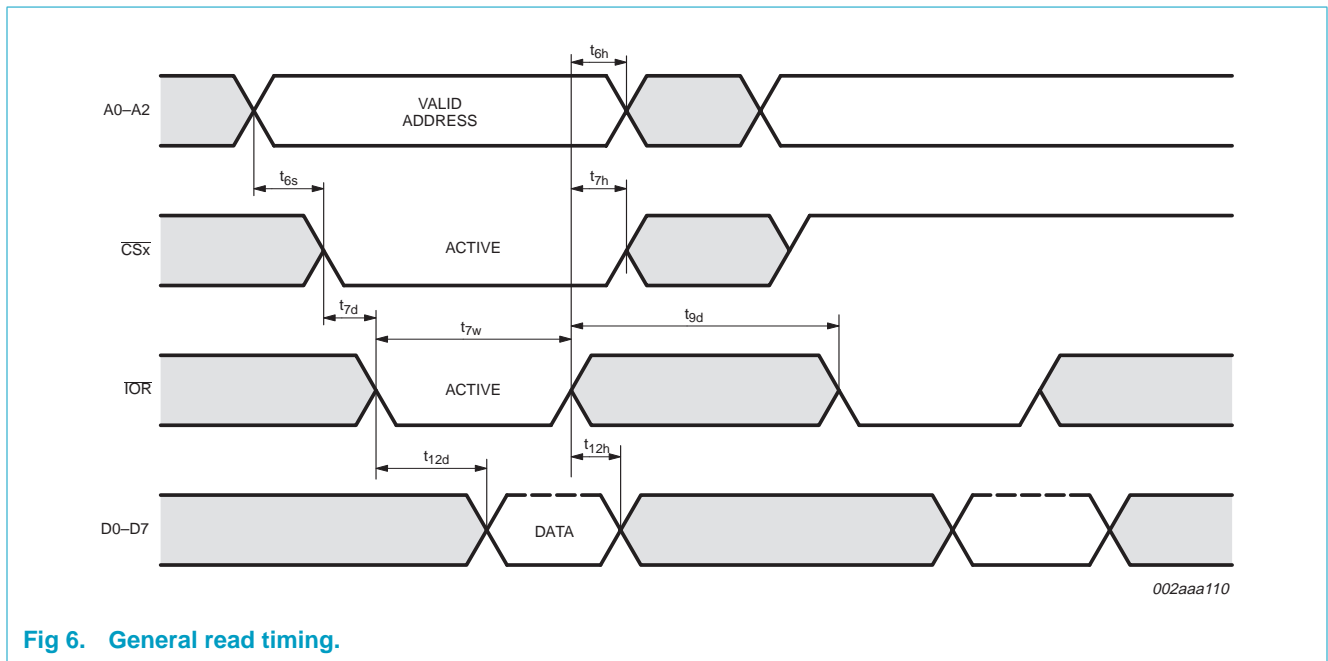 t6h
A0–A2
VALID
ADDRESS
t6s
t7h
CSx
ACTIVE
t7d
t7w
t9d
IOR
ACTIVE
t12d
t12h
D0–D7
DATA
002aaa110
Fig 6. General read timing.